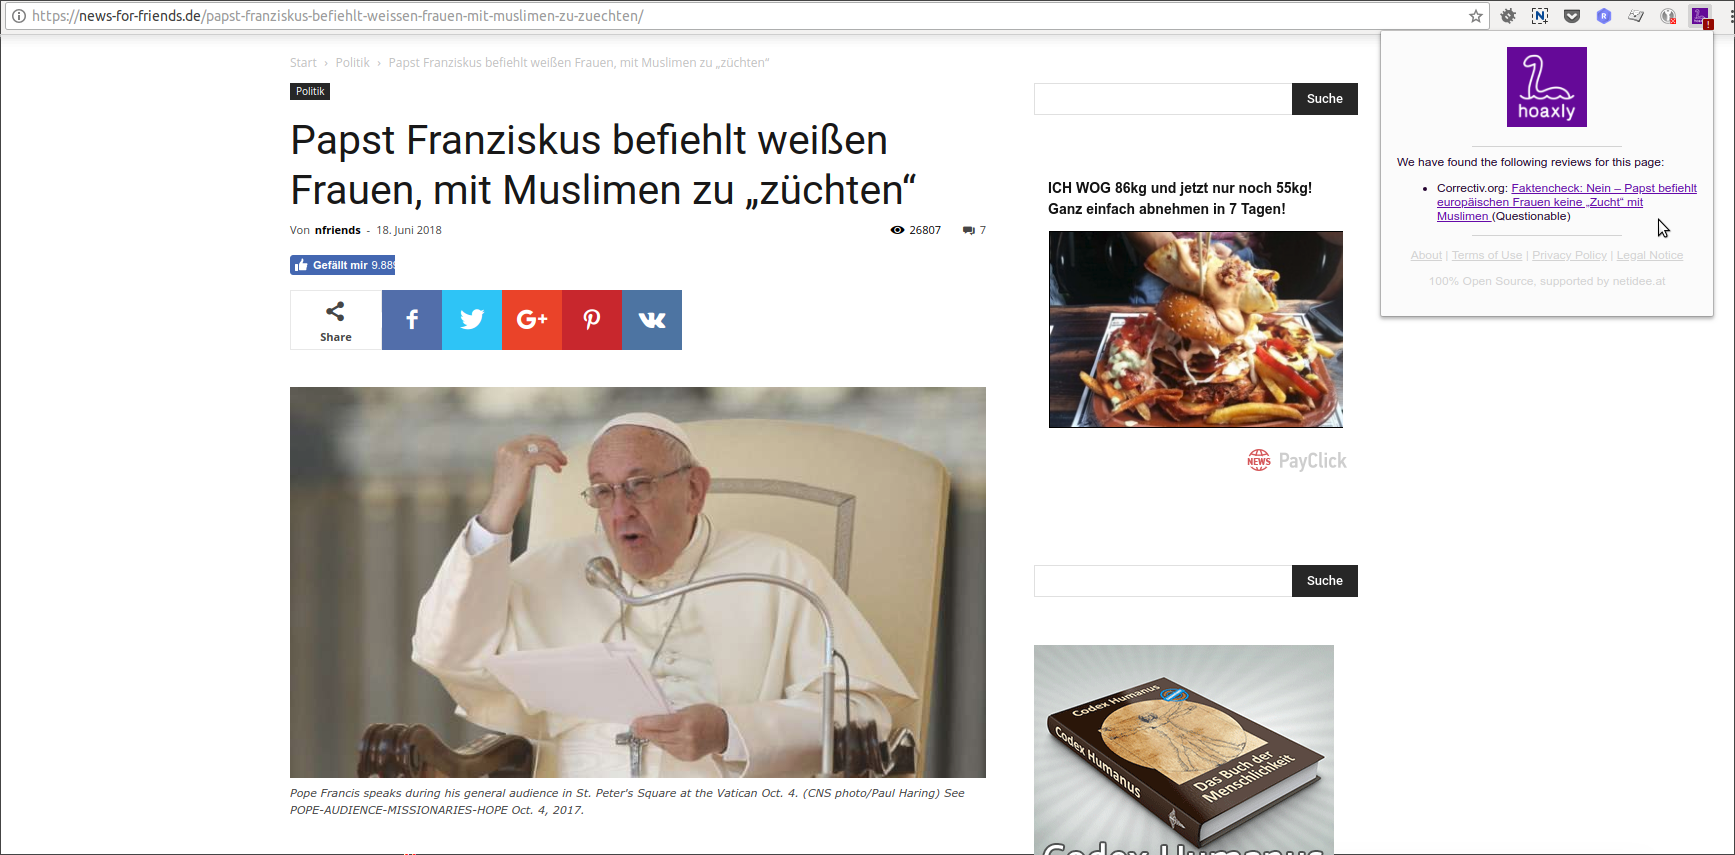 https://news-for-friends.de/papst-franziskus-befiehlt-weissen-frauen-mit-muslimen-zu-zuechten/
Start › Politik › Papst Franziskus befiehlt weißen Frauen, mit Muslimen zu „züchten“
Politik
Papst Franziskus befiehlt weißen
Frauen, mit Muslimen zu „züchten“
Von nfriends - 18. Juni 2018
26807
7
Gefällt mir 9.889
Share
Pope Francis speaks during his general audience in St. Peter's Square at the Vatican Oct. 4. (CNS photo/Paul Haring) See
POPE-AUDIENCE-MISSIONARIES-HOPE Oct. 4, 2017.
Suche
ICH WOG 86kg und jetzt nur noch 55kg!
Ganz einfach abnehmen in 7 Tagen!
NEWS PayClick
Suche
Codex Humanus
Codex Humanus
Das Buch der
Menschlichkeit
Codex Humanus
hoaxly
We have found the following reviews for this page:
• Correctiv.org: Faktencheck: Nein – Papst befiehlt
europäischen Frauen keine „Zucht“ mit
Muslimen (Questionable)
About | Terms of Use | Privacy Policy | Legal Notice
100% Open Source, supported by netidee.at